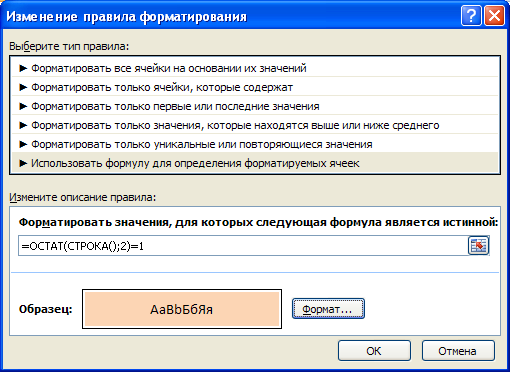 Изменение правила форматирования
Выберите тип правила:
► Форматировать все ячейки на основании их значений
► Форматировать только ячейки, которые содержат
► Форматировать только первые или последние значения
► Форматировать только значения, которые находятся выше или ниже среднего
► Форматировать только уникальные или повторяющиеся значения
► Использовать формулу для определения форматируемых ячеек
Измените описание правила:
Форматировать значения, для которых следующая формула является истинной:
=ОСТАТ(СТРОКА();2)=1
Образец:
АаВbБбЯя
Формат...
ОК
Отмена